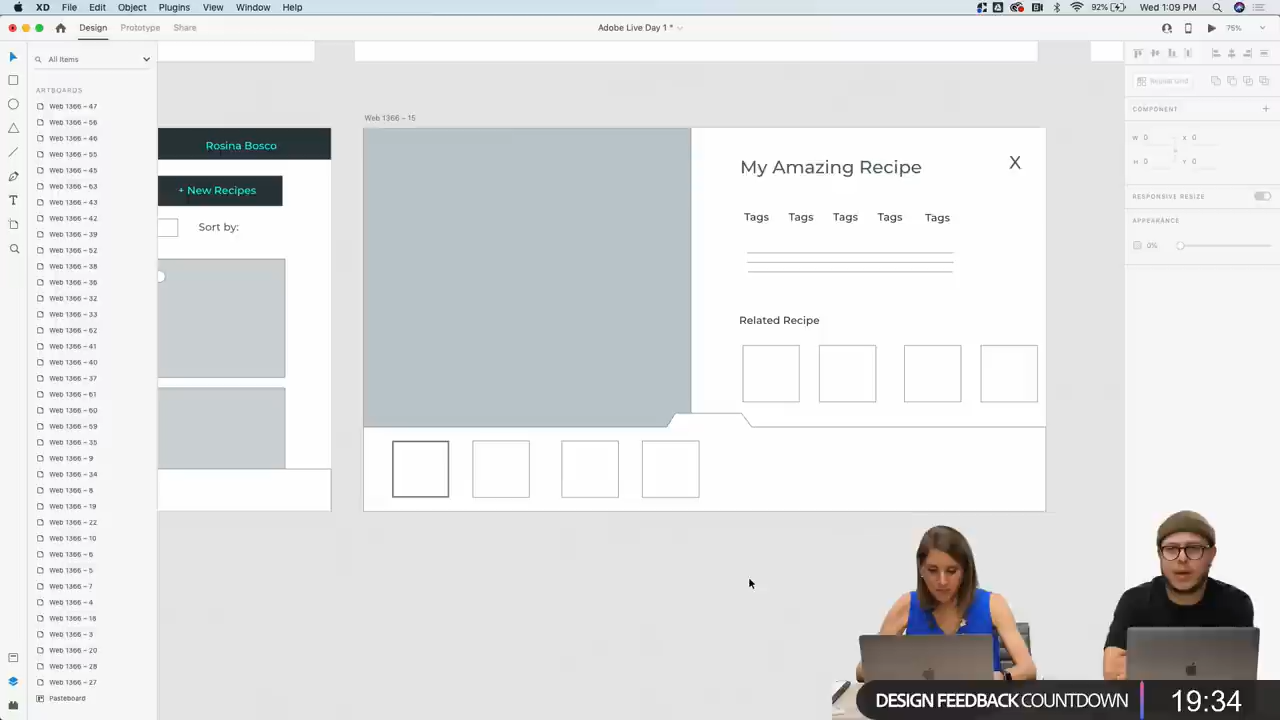 XD File Edit Object Plugins View Window Help
92% Wed 1:09 PM
Design Prototype Share
Adobe Live Day 1 *
75%
All Items
ARTBOARDS
Web 1366 – 47
Web 1366 – 56
Web 1366 – 46
Web 1366 – 55
Web 1366 – 45
Web 1366 – 63
Web 1366 – 43
Web 1366 – 42
Web 1366 – 39
Web 1366 – 52
Web 1366 – 38
Web 1366 – 36
Web 1366 – 32
Web 1366 – 33
Web 1366 – 62
Web 1366 – 41
Web 1366 – 40
Web 1366 – 37
Web 1366 – 61
Web 1366 – 60
Web 1366 – 59
Web 1366 – 35
Web 1366 – 9
Web 1366 – 34
Web 1366 – 8
Web 1366 – 19
Web 1366 – 22
Web 1366 – 10
Web 1366 – 6
Web 1366 – 5
Web 1366 – 7
Web 1366 – 4
Web 1366 – 16
Web 1366 – 3
Web 1366 – 20
Web 1366 – 28
Web 1366 – 27
Pasteboard
Rosina Bosco
+ New Recipes
Sort by:
Web 1366 – 15
My Amazing Recipe
X
Tags Tags Tags Tags Tags
Related Recipe
Repeat Grid
COMPONENT
W 0 X 0
H 0 Y 0
RESPONSIVE RESIZE
APPEARANCE
0%
DESIGN FEEDBACK COUNTDOWN 19:34